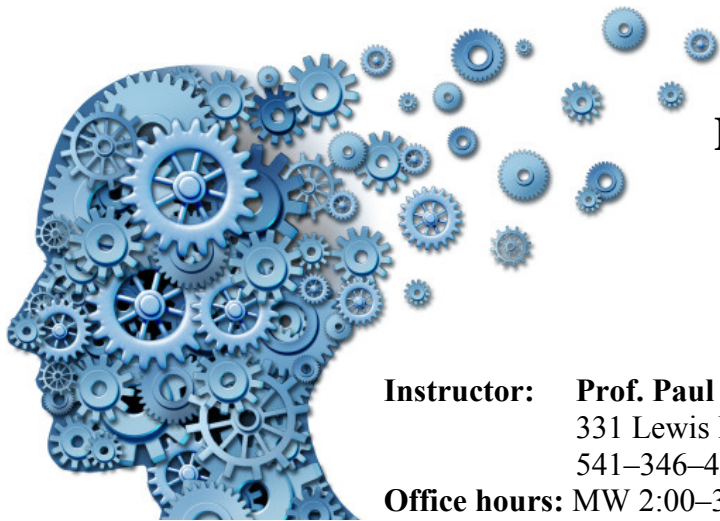 Instructor: Prof. Paul
331 Lewis
541–346–4
Office hours: MW 2:00–3